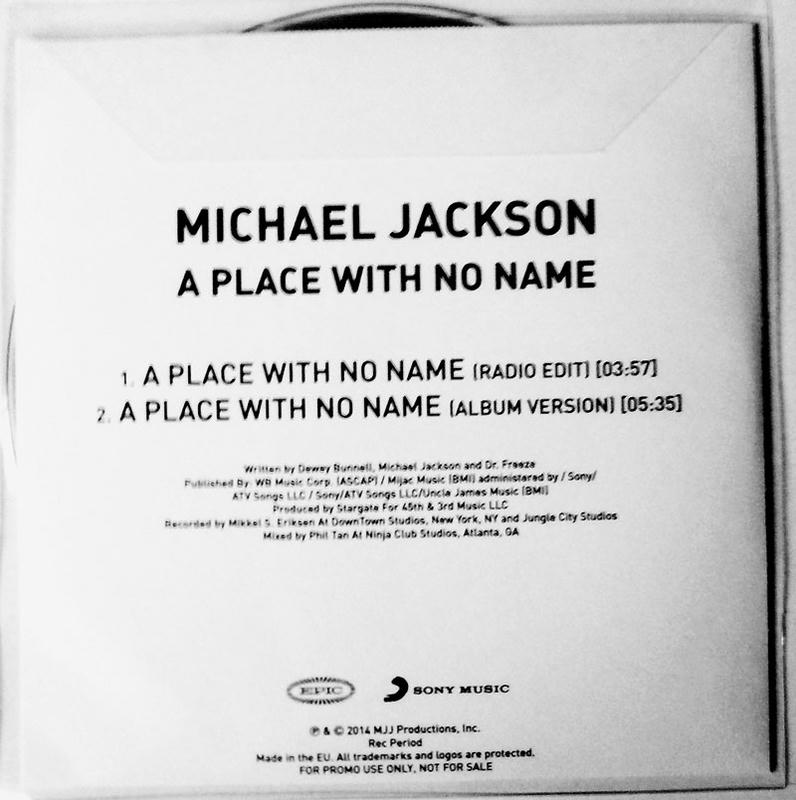 MICHAEL JACKSON
A PLACE WITH NO NAME
1. A PLACE WITH NO NAME (RADIO EDIT) [03:57]
2. A PLACE WITH NO NAME (ALBUM VERSION) [05:35]
Written by Dewey Bunnell, Michael Jackson and Dr. Freeze
Published By: WB Music Corp. (ASCAP) / Mijac Music (BMI) administered by / Sony/
ATV Songs LLC / Sony/ATV Songs LLC/Uncle James Music (BMI)
Produced by Stargate For 45th & 3rd Music LLC
Recorded by Mikkel S. Eriksen At DownTown Studios, New York, NY and Jungle City Studios
Mixed by Phil Tan At Ninja Club Studios, Atlanta, GA
EPIC SONY MUSIC
℗ & © 2014 MJJ Productions, Inc.
Rec Period
Made in the EU. All trademarks and logos are protected.
FOR PROMO USE ONLY, NOT FOR SALE